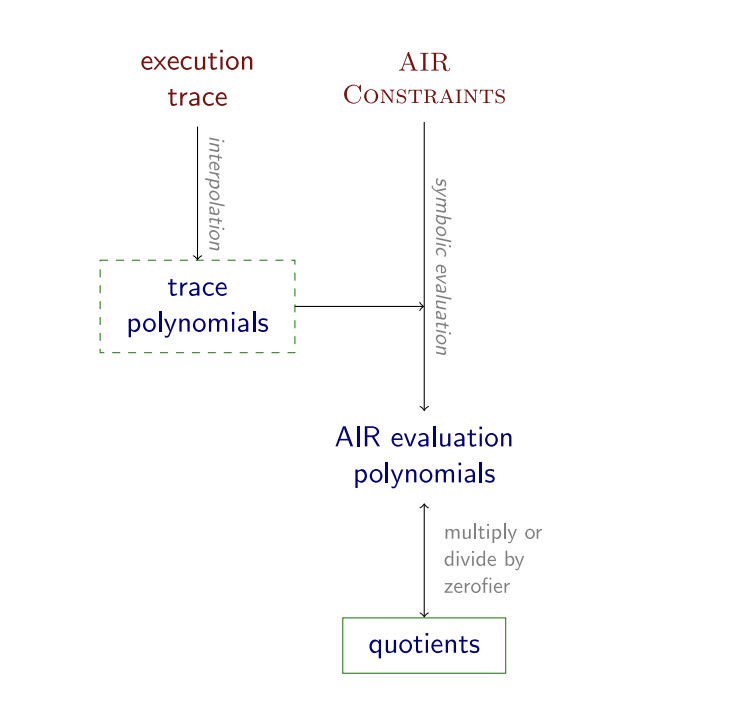 execution
trace
AIR
CONSTRAINTS
interpolation
symbolic evaluation
trace
polynomials
AIR evaluation
polynomials
multiply or
divide by
zerofier
quotients